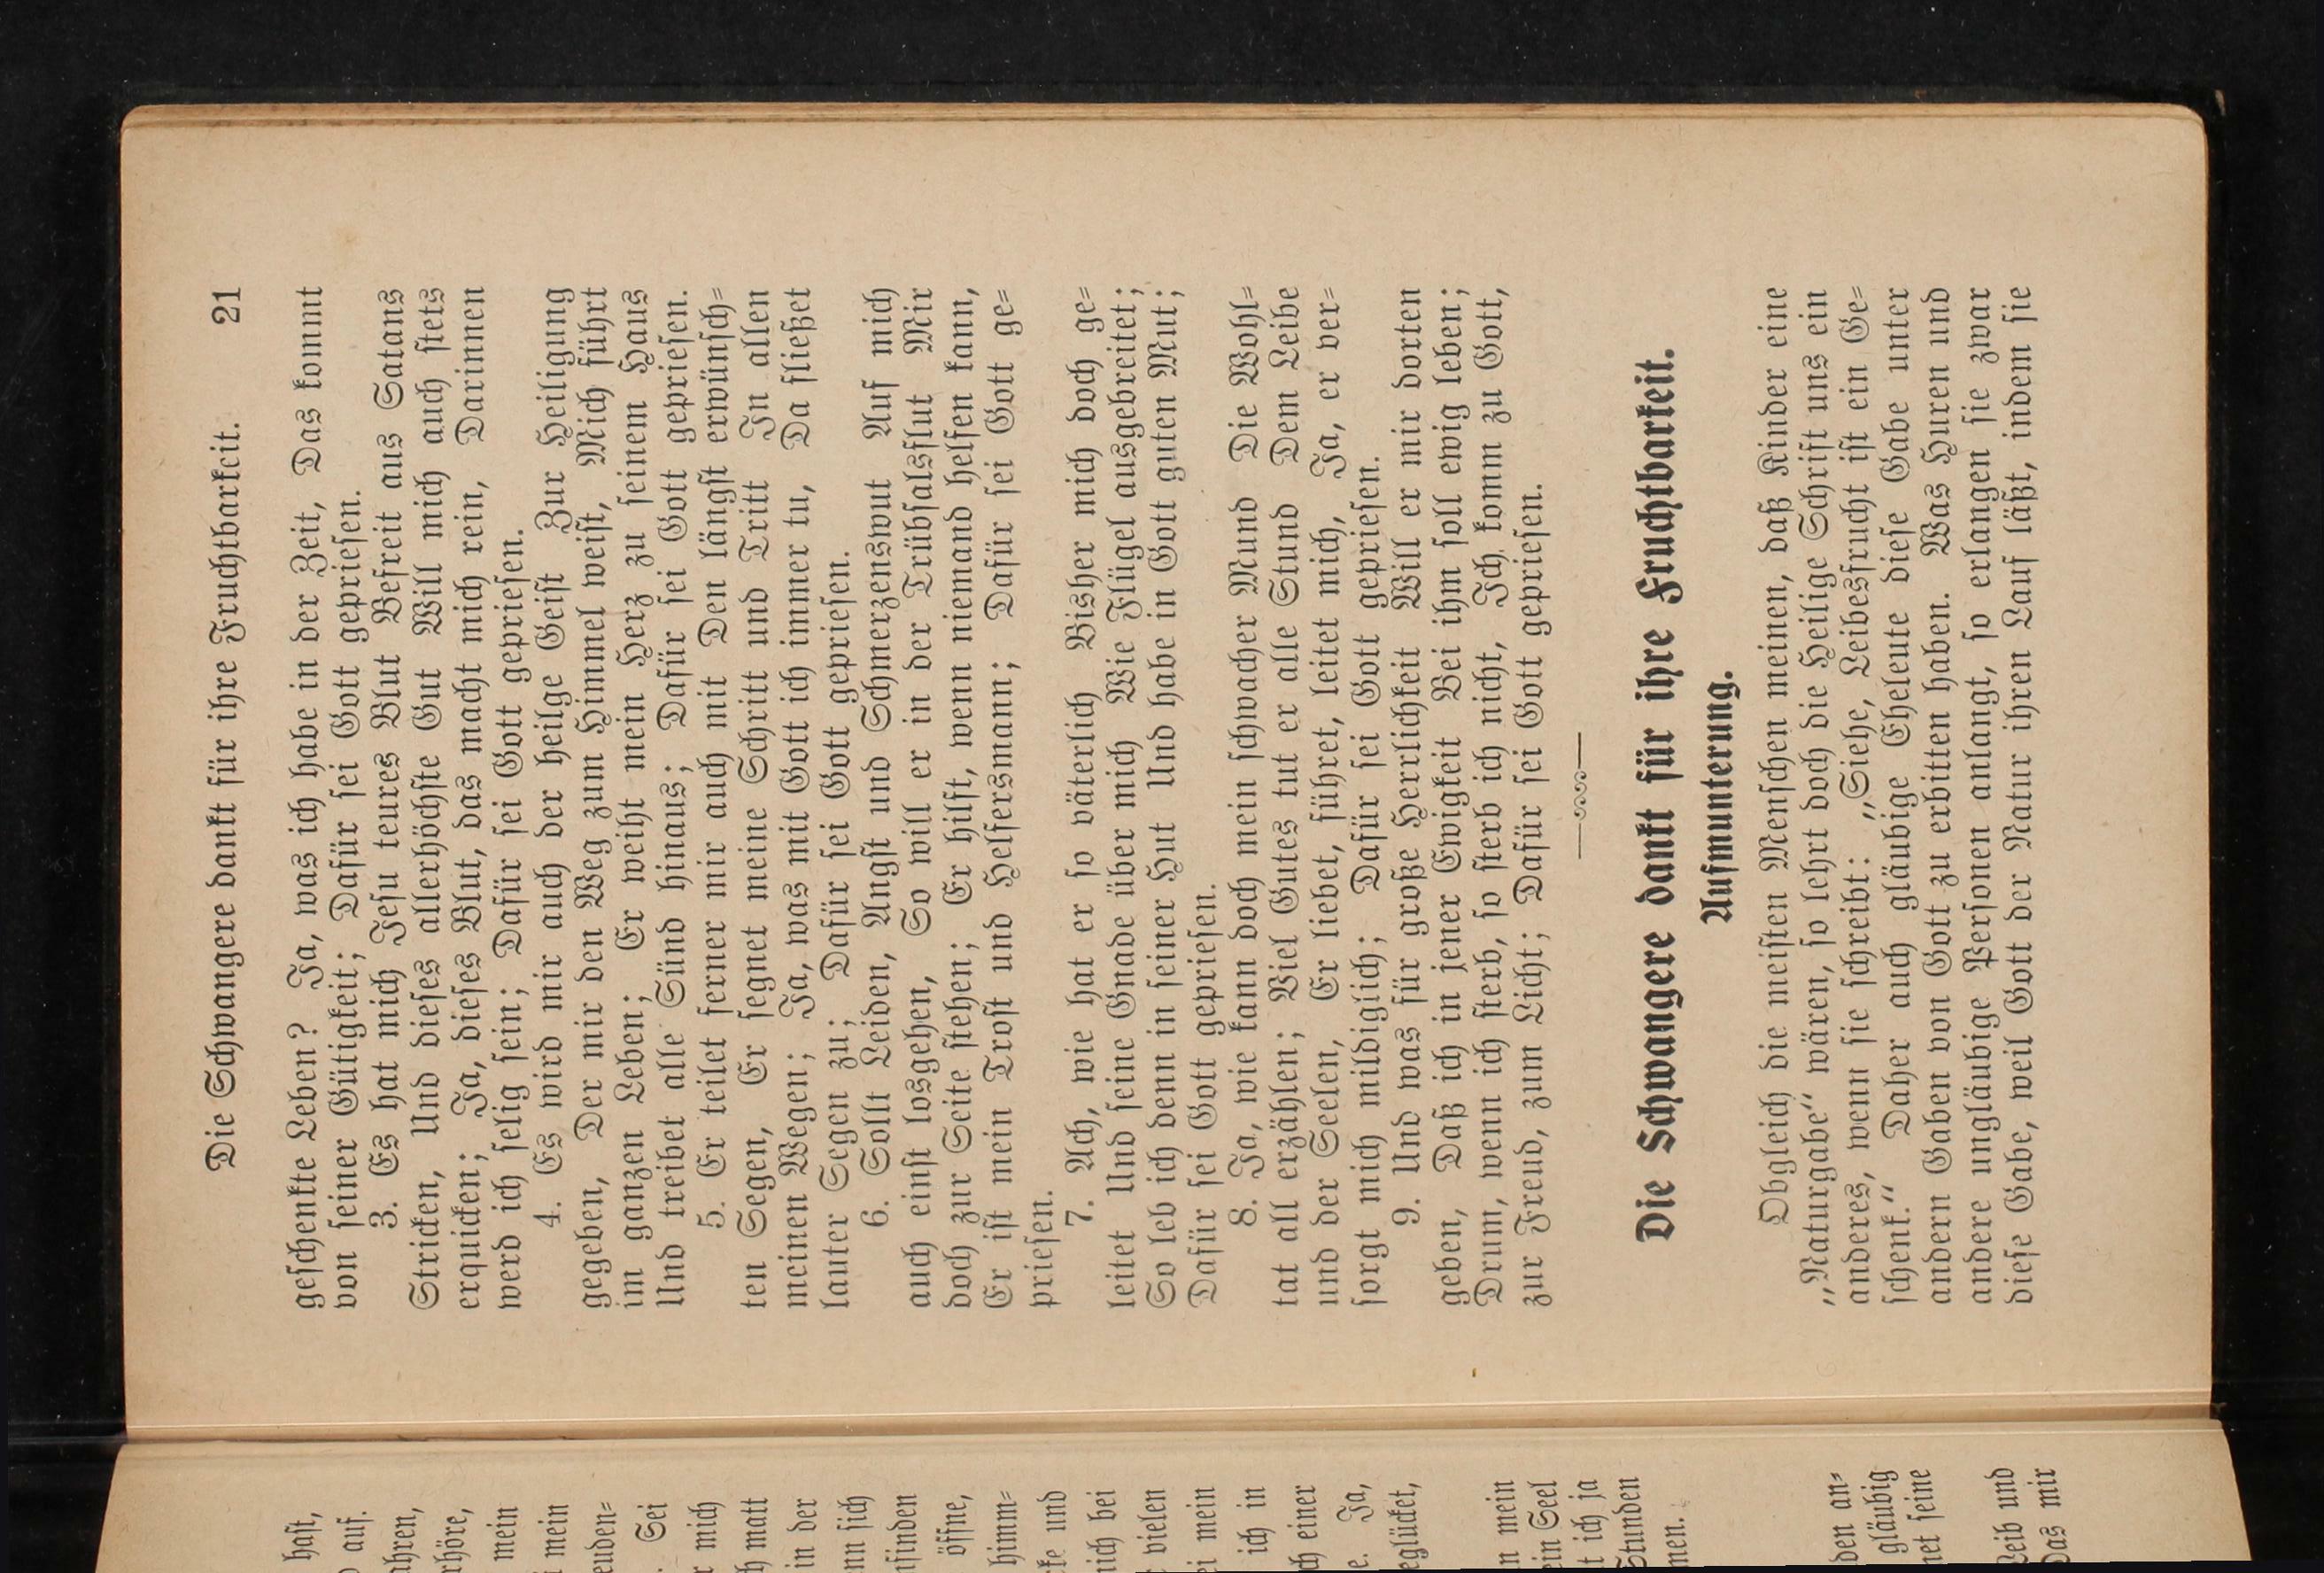 Die Schwangere dankt für ihre Fruchtbarkeit. 21
geschenkte Leben? Ja, was ich habe in der Zeit, Das kommt
von seiner Gütigkeit; Dafür sei Gott gepriesen.
3. Es hat mich Jesu teures Blut Befreit aus Satans
Stricken, Und dieses allerhöchste Gut Will mich auch stets
erquicken; Ja, dieses Blut, das macht mich rein, Darinnen
werd ich selig sein; Dafür sei Gott gepriesen.
4. Es wird mir auch der heilge Geist Zur Heiligung
gegeben, Der mir den Weg zum Himmel weist, Mich führt
im ganzen Leben; Er weiht mein Herz zu seinem Haus
Und treibet alle Sünd hinaus; Dafür sei Gott gepriesen.
5. Er teilet ferner mir auch mit Den längst erwünsch=
ten Segen, Er segnet meine Schritt und Tritt In allen
meinen Wegen; Ja, was mit Gott ich immer tu, Da fließet
lauter Segen zu; Dafür sei Gott gepriesen.
6. Sollt Leiden, Angst und Schmerzenswut Auf mich
auch einst losgehen, So will er in der Trübsalsflut Mir
doch zur Seite stehen; Er hilft, wenn niemand helfen kann,
Er ist mein Trost und Helfersmann; Dafür sei Gott ge=
priesen.
7. Ach, wie hat er so väterlich Bisher mich doch ge=
leitet Und seine Gnade über mich Wie Flügel ausgebreitet;
So leb ich denn in seiner Hut Und habe in Gott guten Mut;
Dafür sei Gott gepriesen.
8. Ja, wie kann doch mein schwacher Mund Die Wohl=
tat all erzählen; Viel Gutes tut er alle Stund Dem Leibe
und der Seelen, Er liebet, führet, leitet mich, Ja, er ver=
sorgt mich mildiglich; Dafür sei Gott gepriesen.
9. Und was für große Herrlichkeit Will er mir dorten
geben, Daß ich in jener Ewigkeit Bei ihm soll ewig leben;
Drum, wenn ich sterb, so sterb ich nicht, Ich komm zu Gott,
zur Freud, zum Licht; Dafür sei Gott gepriesen.
Die Schwangere dankt für ihre Fruchtbarkeit.
Aufmunterung.
Obgleich die meisten Menschen meinen, daß Kinder eine
„Naturgabe“ wären, so lehrt doch die Heilige Schrift uns ein
anderes, wenn sie schreibt: „Siehe, Leibesfrucht ist ein Ge=
schenk.“ Daher auch gläubige Eheleute diese Gabe unter
andern Gaben von Gott zu erbitten haben. Was Huren und
andere ungläubige Personen anlangt, so erlangen sie zwar
diese Gabe, weil Gott der Natur ihren Lauf läßt, indem sie